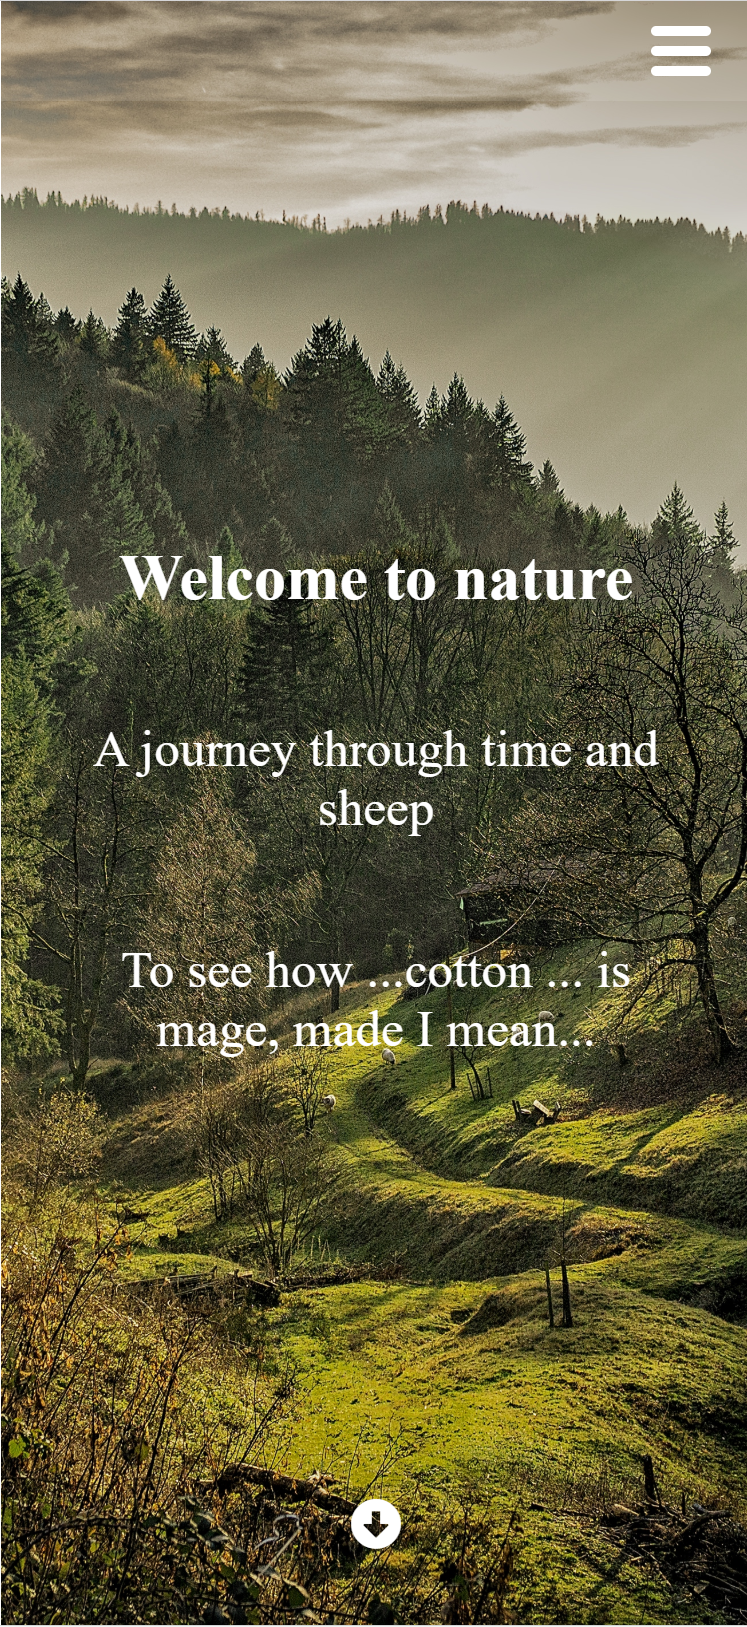 Welcome to nature
A journey through time and
sheep
To see how ...cotton ... is
mage, made I mean...